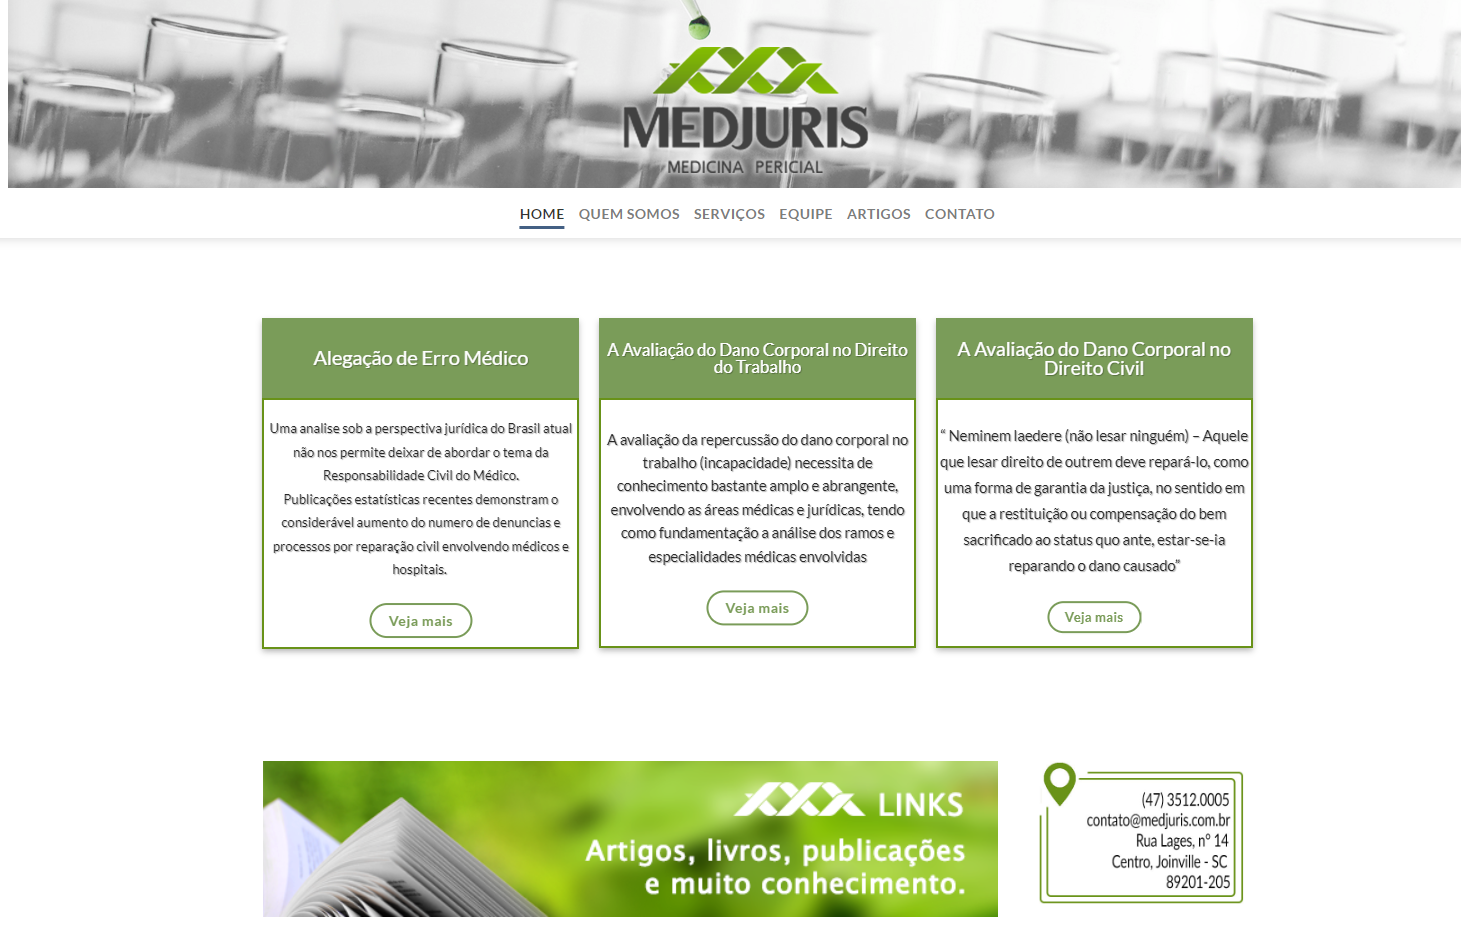 MEDJURIS
MEDICINA PERICIAL
HOME QUEM SOMOS SERVIÇOS EQUIPE ARTIGOS CONTATO
Alegação de Erro Médico
Uma analise sob a perspectiva jurídica do Brasil atual
não nos permite deixar de abordar o tema da
Responsabilidade Civil do Médico.
Publicações estatísticas recentes demonstram o
considerável aumento do numero de denuncias e
processos por reparação civil envolvendo médicos e
hospitais.
Veja mais
A Avaliação do Dano Corporal no Direito
do Trabalho
A avaliação da repercussão do dano corporal no
trabalho (incapacidade) necessita de
conhecimento bastante amplo e abrangente,
envolvendo as áreas médicas e jurídicas, tendo
como fundamentação a análise dos ramos e
especialidades médicas envolvidas
Veja mais
A Avaliação do Dano Corporal no
Direito Civil
“ Neminem laedere (não lesar ninguém) – Aquele
que lesar direito de outrem deve repará-lo, como
uma forma de garantia da justiça, no sentido em
que a restituição ou compensação do bem
sacrificado ao status quo ante, estar-se-ia
reparando o dano causado”
Veja mais
LINKS
Artigos, livros, publicações
e muito conhecimento.
(47) 3512.0005
contato@medjuris.com.br
Rua Lages, nº 14
Centro, Joinville - SC
89201-205